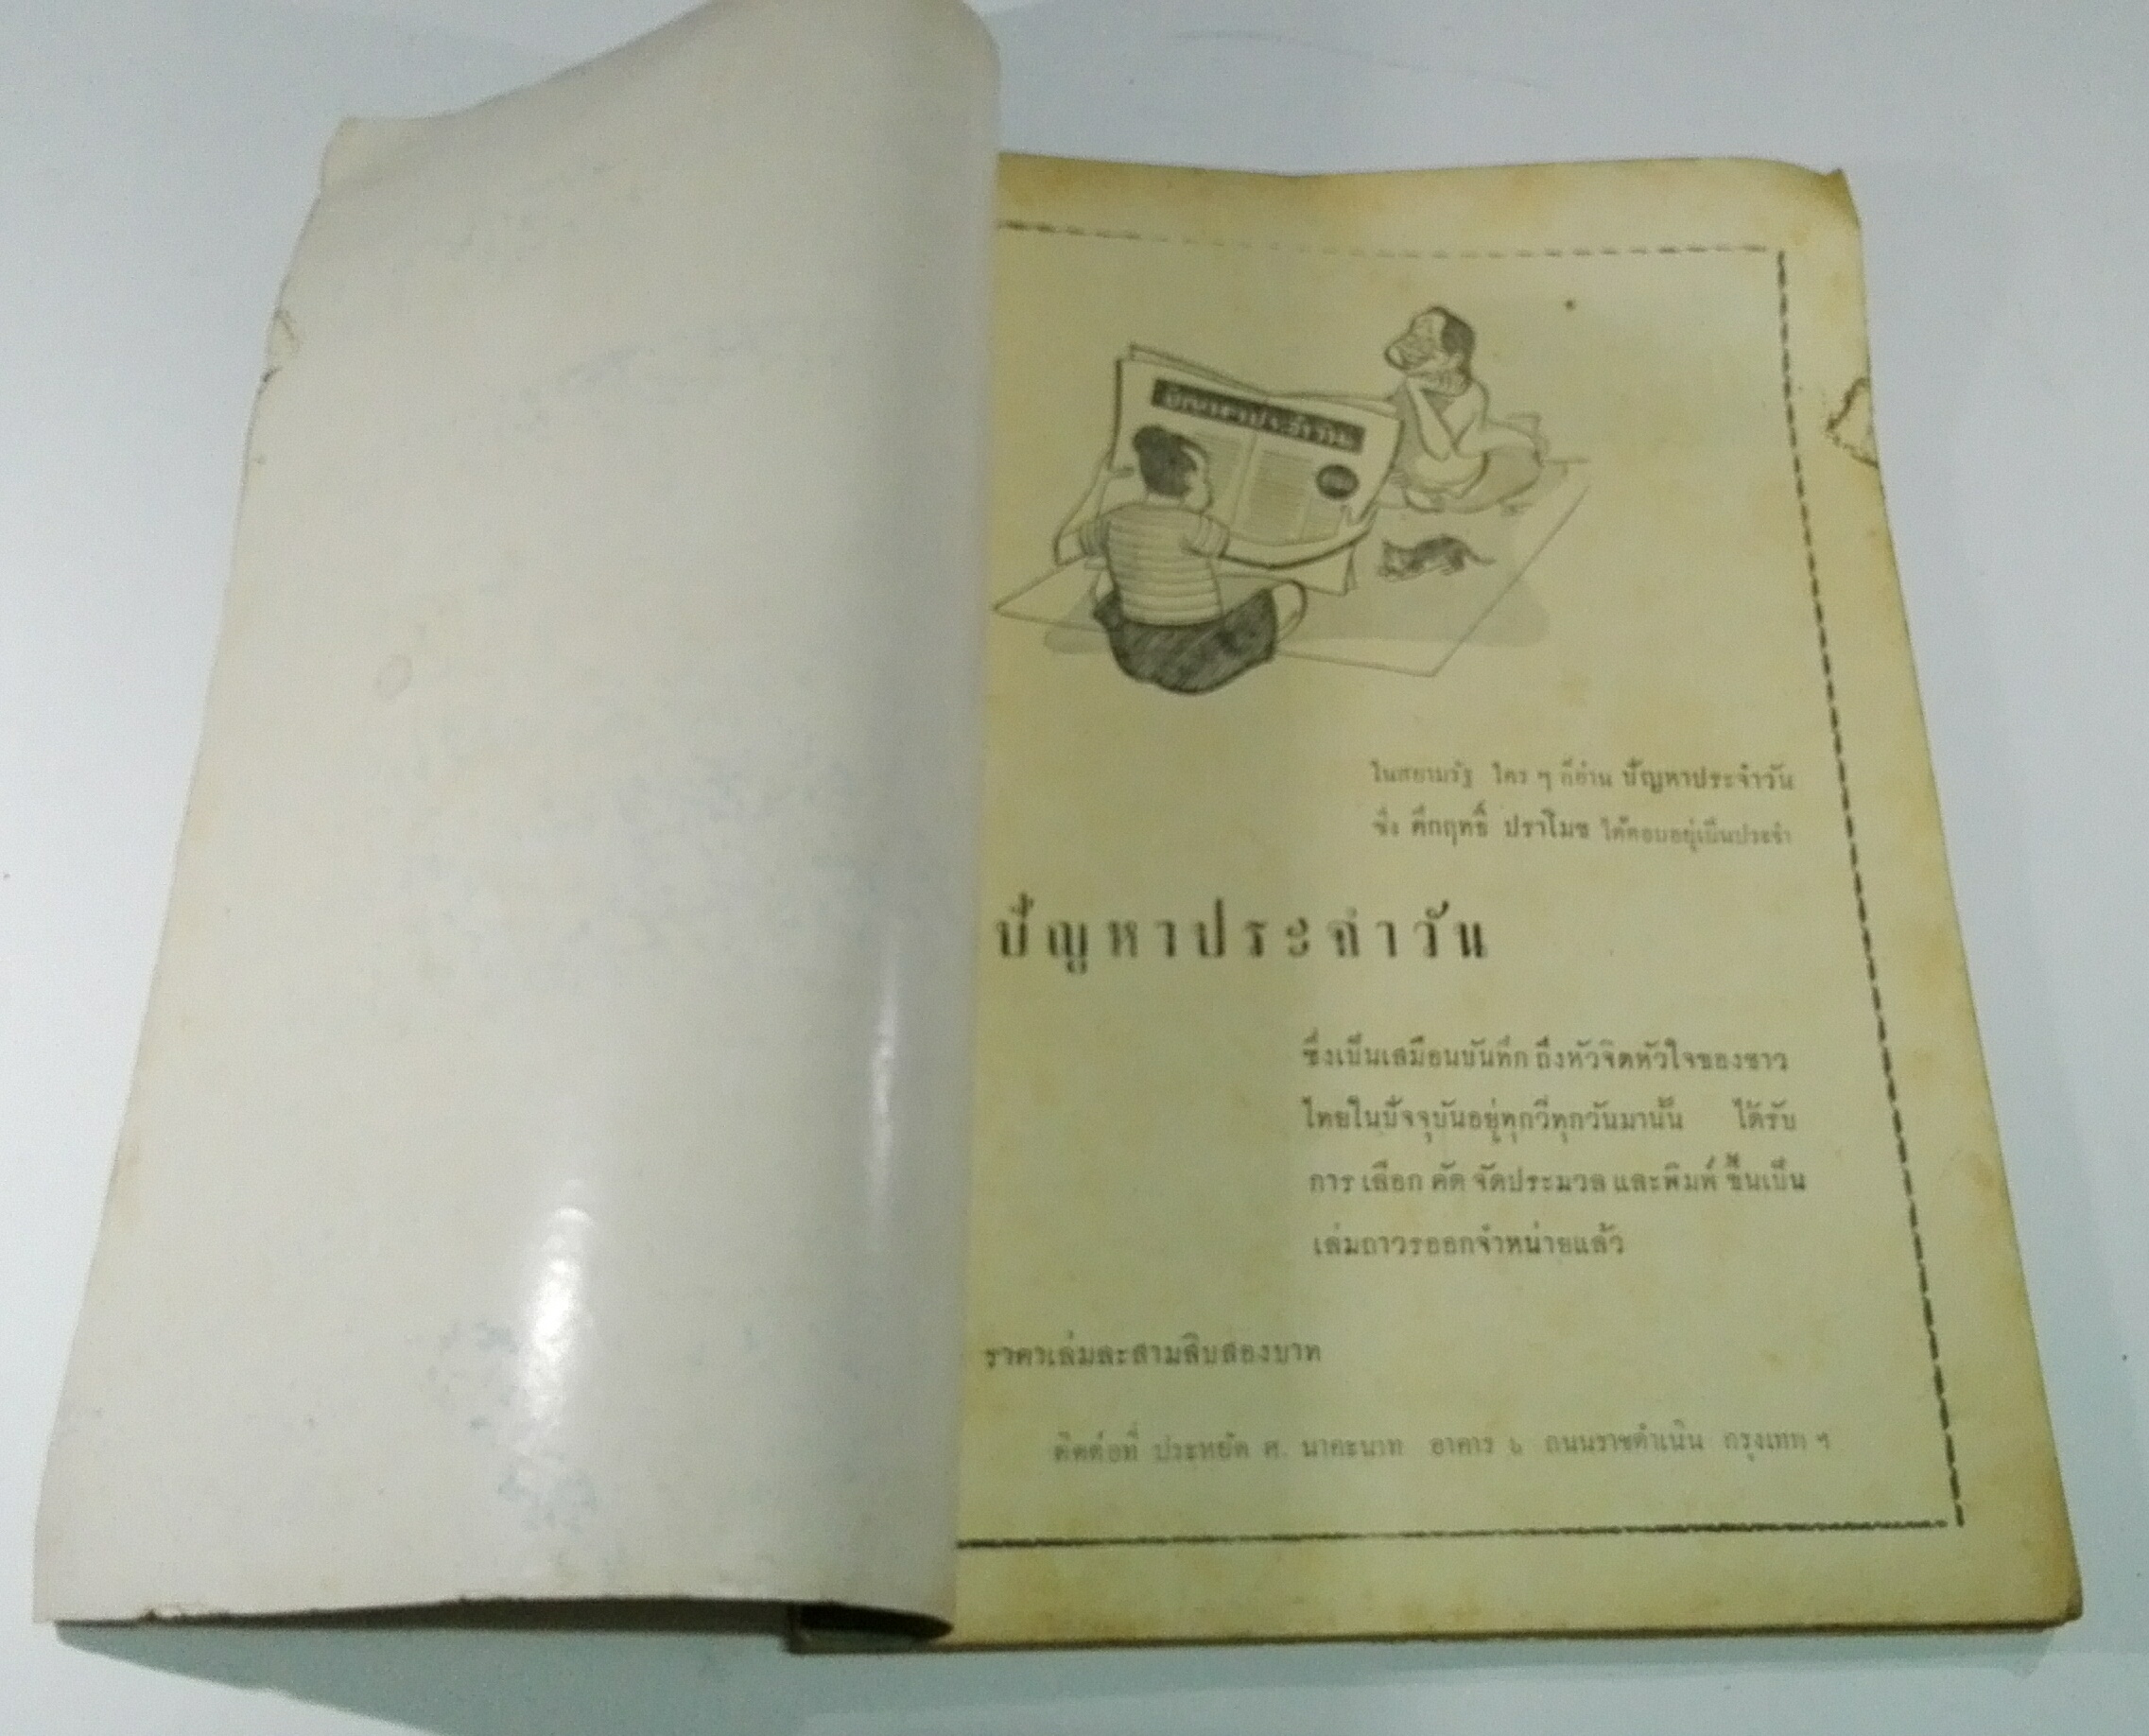 ปัญหาประจำวัน
ในสยามรัฐ ใคร ๆ ก็อ่าน ปัญหาประจำวัน
ซึ่ง คึกฤทธิ์ ปราโมช ได้ตอบอยู่เป็นประจำ
ปัญหาประจำวัน
ซึ่งเป็นเสมือนบันทึก ถึงหัวจิตหัวใจของชาว
ไทยในปัจจุบันอยู่ทุกวี่ทุกวันมานั้น ได้รับ
การ เลือก คัด จัดประมวล และพิมพ์ ขึ้นเป็น
เล่มถาวรออกจำหน่ายแล้ว
ราคาเล่มละสามสิบสองบาท
ติดต่อที่ ประหยัด ศ. นาคะนาท อาคาร ๖ ถนนราชดำเนิน กรุงเทพ ฯ